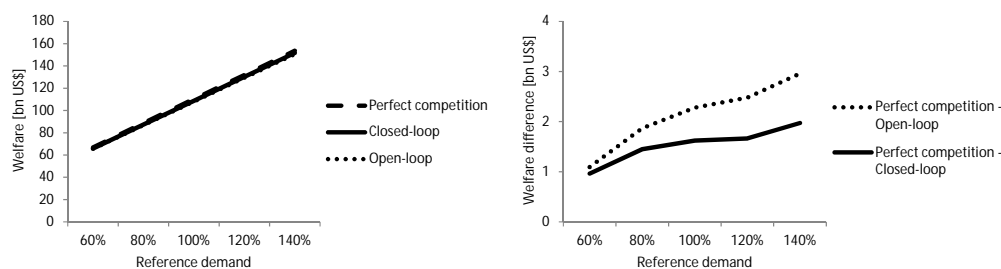 180
160
140
120
100
80
60
40
20
0
Welfare [bn US$]
60% 80% 100% 120% 140%
Reference demand
Perfect competition
Closed-loop
Open-loop
4
3
2
1
0
Welfare difference [bn US$]
60% 80% 100% 120% 140%
Reference demand
Perfect competition -
Open-loop
Perfect competition -
Closed-loop